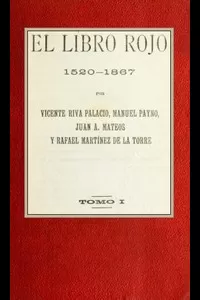 EL LIBRO ROJO
1520–1867
POR
VICENTE RIVA PALACIO, MANUEL PAYNO,
JUAN A. MATEOS
Y RAFAEL MARTÍNEZ DE LA TORRE
TOMO I